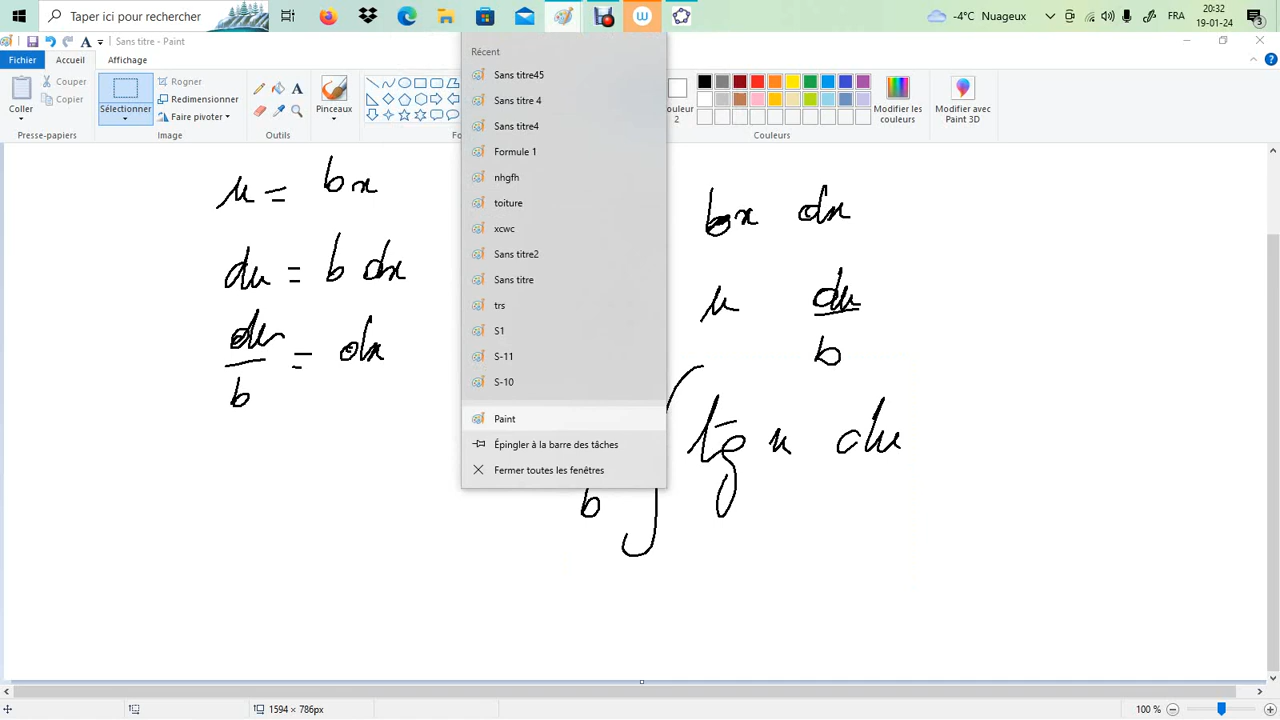 Taper ici pour rechercher
-4°C Nuageux
FRA
20:32
19-01-24
3
Sans titre - Paint
Fichier
Accueil
Affichage
Coller
Couper
Copier
Presse-papiers
Sélectionner
Rogner
Redimensionner
Faire pivoter
Image
A
Outils
Pinceaux
Fo
ouleur
2
Modifier les
couleurs
Modifier avec
Paint 3D
Couleurs
Récent
Sans titre45
Sans titre 4
Sans titre4
Formule 1
nhgfh
toiture
xcwc
Sans titre2
Sans titre
trs
S1
S-11
S-10
Paint
Épingler à la barre des tâches
Fermer toutes les fenêtres
u = bx
du = b dx
du/b = dx
bx dx
u du/b
b ∫ tg u du
1594 × 786px
100 %